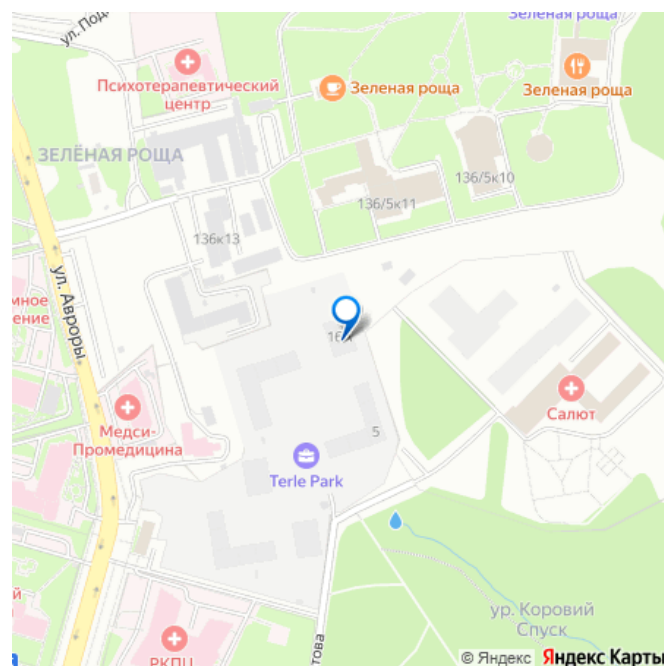 Зеленая роща
ул. Под
Психотерапевтический
центр
Зеленая роща
Зеленая роща
ЗЕЛЁНАЯ РОЩА
136/5к10
136/5к11
136к13
ул. Авроры
мное
ение
Салют
Медси-
Промедицина
5
Terle Park
ур. Коровий
Спуск
й
това
РКПЦ
© Яндекс Яндекс Карты